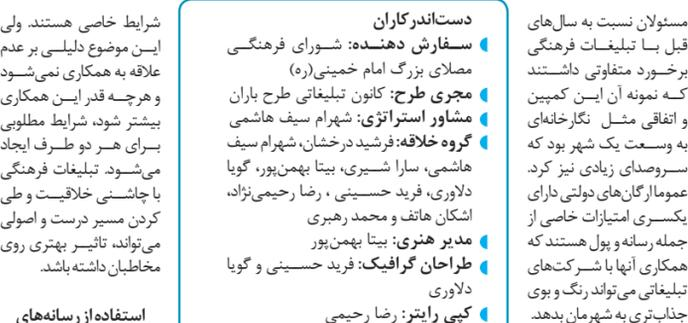 مسئولان نسبت به سال‌های
قبل با تبلیغات فرهنگی
برخورد متفاوتی داشتند
که نمونه آن این کمپین
و اتفاقی مثل نگارخانه‌ای
به وسعت یک شهر بود که
سروصدای زیادی نیز کرد.
عموما ارگان‌های دولتی دارای
یکسری امتیازات خاصی از
جمله رسانه و پول هستند که
همکاری آنها با شرکت‌های
تبلیغاتی می‌تواند رنگ و بوی
جذاب‌تری به شهرمان بدهد.
دست‌اندرکاران
سفارش دهنده: شورای فرهنگی
مصلای بزرگ امام خمینی(ره)
مجری طرح: کانون تبلیغاتی طرح باران
مشاور استراتژی: شهرام سیف هاشمی
گروه خلاقه: فرشید درخشان، شهرام سیف
هاشمی، سارا شیری، بیتا بهمن‌پور، گویا
دلاوری، فرید حسینی ، رضا رحیمی‌نژاد،
اشکان هاتف و محمد رهبری
مدیر هنری: بیتا بهمن‌پور
طراحان گرافیک: فرید حسینی و گویا
دلاوری
کپی رایتر: رضا رحیمی
شرایط خاصی هستند. ولی
این موضوع دلیلی بر عدم
علاقه به همکاری نمی‌شود
و هرچه قدر این همکاری
بیشتر شود، شرایط مطلوبی
برای هر دو طرف ایجاد
می‌شود. تبلیغات فرهنگی
با چاشنی خلاقیت و طی
کردن مسیر درست و اصولی
می‌تواند، تاثیر بهتری روی
مخاطبان داشته باشد.
استفاده از رسانه‌های